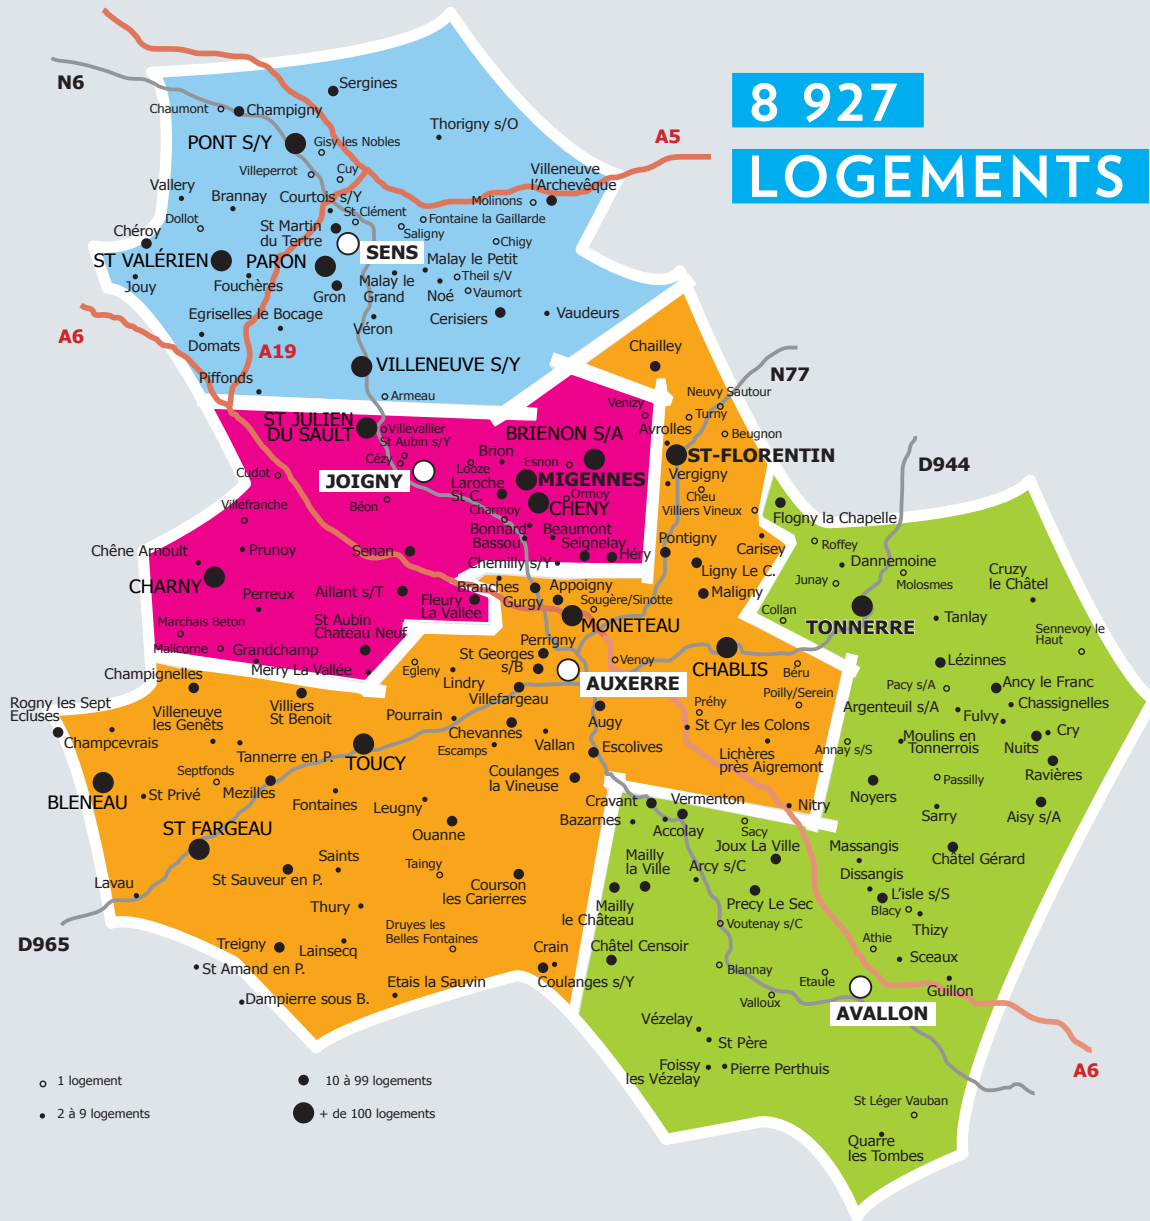 8 927
LOGEMENTS
N6
Sergines
Chaumont
Champigny
Thorigny s/O
A5
PONT S/Y
Gisy les Nobles
Villeperrot
Cuy
Villeneuve
l'Archevêque
Vallery
Brannay
Courtois s/Y
Molinons
Dollot
St Clément
Fontaine la Gaillarde
Chéroy
St Martin
du Tertre
Saligny
Chigy
SENS
ST VALÉRIEN
PARON
Malay le Petit
Jouy
Fouchères
Gron
Malay le
Grand
Theil s/V
Noé
Vaumort
Egriselles le Bocage
Véron
Cerisiers
Vaudeurs
A6
Domats
A19
Chailley
VILLENEUVE S/Y
N77
Piffonds
Armeau
Neuvy Sautour
Venizy
Turny
ST JULIEN
DU SAULT
Villevallier
St Aubin s/Y
BRIENON S/A
Avrolles
Beugnon
Brion
Cézy
Looze
Esnon
ST-FLORENTIN
D944
Cudot
JOIGNY
Laroche
St C.
MIGENNES
Vergigny
Cheu
Ormoy
Béon
Charmoy
CHENY
Villiers Vineux
Flogny la Chapelle
Villefranche
Bonnard
Beaumont
Bassou
Seignelay
Héry
Pontigny
Carisey
Roffey
Chêne Arnoult
Prunoy
Senan
Chemilly s/Y
Ligny Le C.
Dannemoine
CHARNY
Junay
Molosmes
Cruzy
le Châtel
Perreux
Aillant s/T
Branches
Appoigny
Fleury
La Vallée
Gurgy
Sougère/Sinotte
Maligny
Collan
TONNERRE
Tanlay
Marchais Beton
St Aubin
Chateau Neuf
MONETEAU
Sennevoy le
Haut
Malicorne
Grandchamp
Perrigny
St Georges
s/B
Venoy
CHABLIS
Lézinnes
Champignelles
Merry La Vallée
Egleny
Lindry
AUXERRE
Béru
Pacy s/A
Ancy le Franc
Villefargeau
Préhy
Poilly/Serein
Rogny les Sept
Ecluses
Villeneuve
les Genêts
Villiers
St Benoit
Pourrain
Augy
St Cyr les Colons
Argenteuil s/A
Chassignelles
Fulvy
Champcevrais
Chevannes
Moulins en
Tonnerrois
Cry
Tannerre en P.
TOUCY
Escamps
Vallan
Escolives
Lichères
près Aigremont
Annay s/S
Nuits
Septfonds
Coulanges
la Vineuse
Ravières
BLENEAU
St Privé
Mezilles
Fontaines
Leugny
Passilly
Noyers
Cravant
Vermenton
Nitry
Sarry
Aisy s/A
ST FARGEAU
Ouanne
Bazarnes
Accolay
Sacy
Joux La Ville
Saints
Mailly
la Ville
Massangis
Châtel Gérard
Taingy
Arcy s/C
Dissangis
Lavau
St Sauveur en P.
Courson
les Carierres
Precy Le Sec
L'isle s/S
Thury
Mailly
le Château
Blacy
Voutenay s/C
Thizy
D965
Druyes les
Belles Fontaines
Athie
Treigny
Lainsecq
Crain
Châtel Censoir
Sceaux
St Amand en P.
Blannay
Etais la Sauvin
Coulanges s/Y
Etaule
Guillon
Dampierre sous B.
Valloux
AVALLON
Vézelay
St Père
Foissy
les Vézelay
Pierre Perthuis
A6
1 logement
10 à 99 logements
2 à 9 logements
+ de 100 logements
St Léger Vauban
Quarre
les Tombes